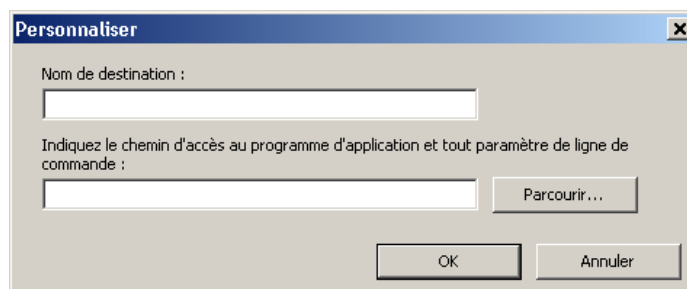 Personnaliser
Nom de destination :
Indiquez le chemin d'accès au programme d'application et tout paramètre de ligne de
commande :
Parcourir...
OK
Annuler